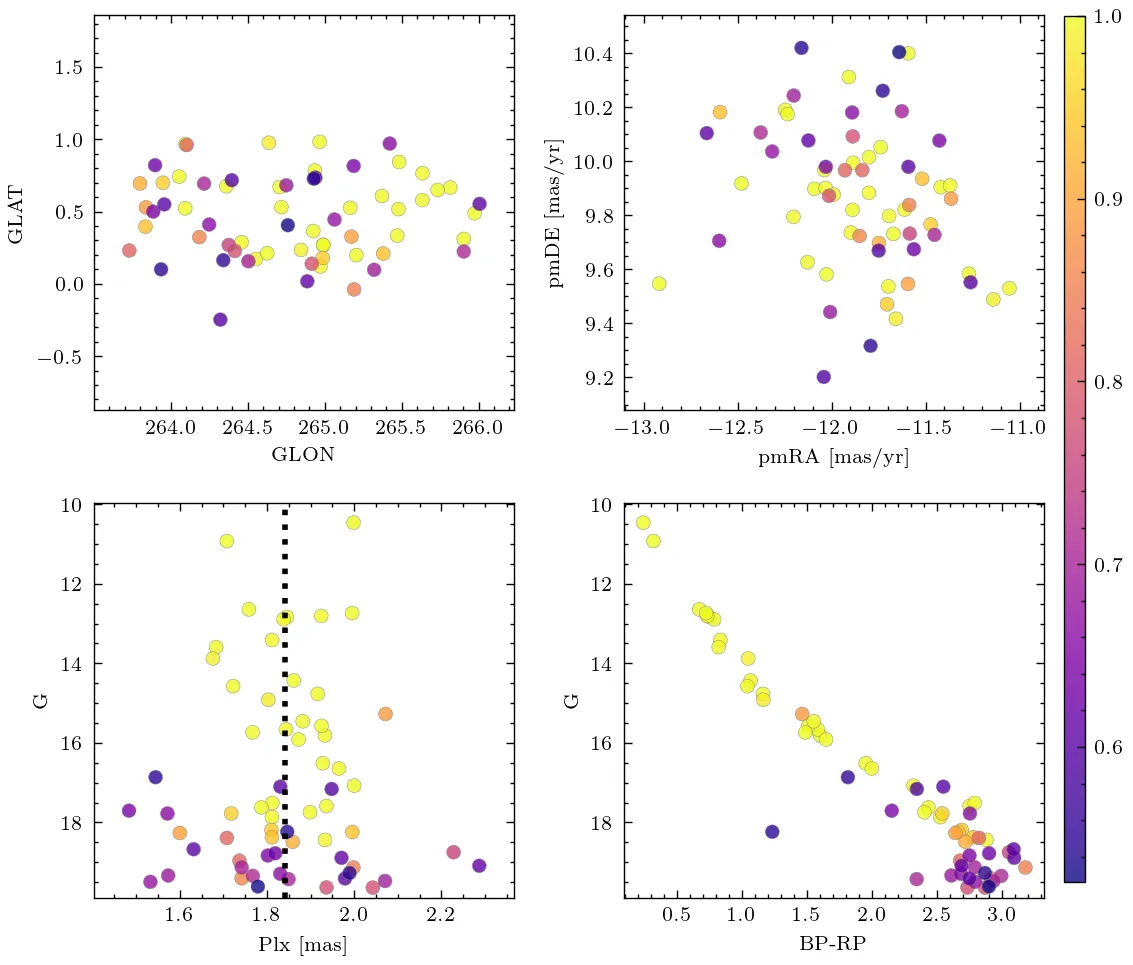 1.5
1.0
0.5
0.0
−0.5
GLAT
264.0 264.5 265.0 265.5 266.0
GLON
10.4
10.2
10.0
9.8
9.6
9.4
9.2
pmDE [mas/yr]
−13.0 −12.5 −12.0 −11.5 −11.0
pmRA [mas/yr]
1.0
0.9
0.8
0.7
0.6
10
12
14
16
18
G
1.6 1.8 2.0 2.2
Plx [mas]
10
12
14
16
18
G
0.5 1.0 1.5 2.0 2.5 3.0
BP-RP